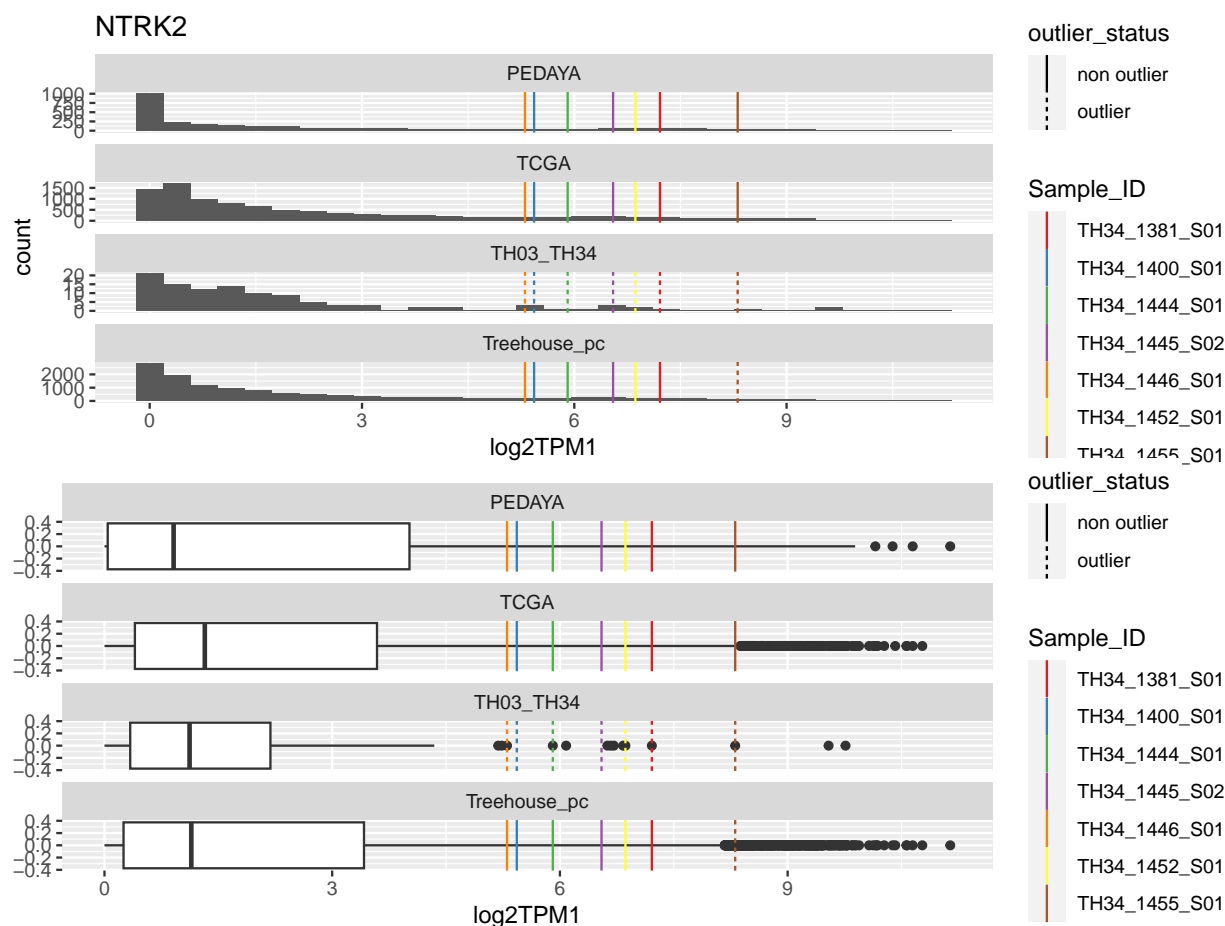 NTRK2
PEDAYA
1000
750
500
250
0
TCGA
1500
1000
500
0
TH03_TH34
20
15
10
5
0
Treehouse_pc
2000
1000
0
count
0 3 6 9
log2TPM1
outlier_status
non outlier
outlier
Sample_ID
TH34_1381_S01
TH34_1400_S01
TH34_1444_S01
TH34_1445_S02
TH34_1446_S01
TH34_1452_S01
TH34_1455_S01
PEDAYA
0.4
0.2
0.0
−0.2
−0.4
TCGA
0.4
0.2
0.0
−0.2
−0.4
TH03_TH34
0.4
0.2
0.0
−0.2
−0.4
Treehouse_pc
0.4
0.2
0.0
−0.2
−0.4
0 3 6 9
log2TPM1
outlier_status
non outlier
outlier
Sample_ID
TH34_1381_S01
TH34_1400_S01
TH34_1444_S01
TH34_1445_S02
TH34_1446_S01
TH34_1452_S01
TH34_1455_S01